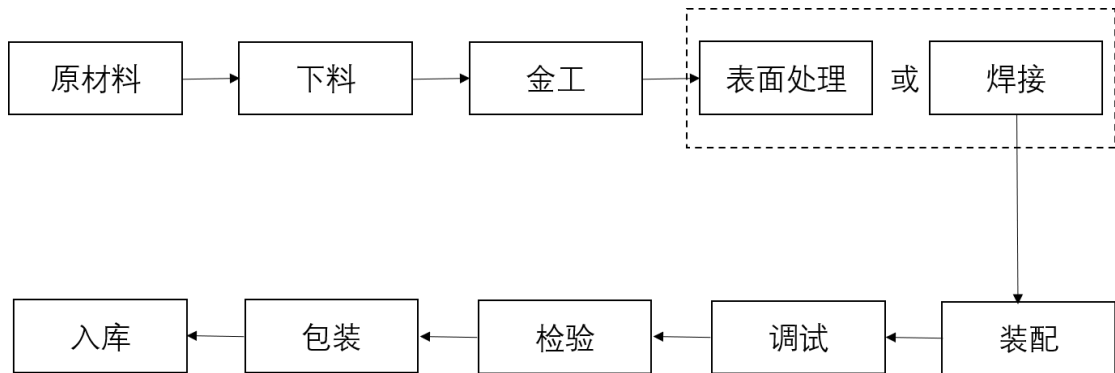 原材料
下料
金工
表面处理 或 焊接
入库
包装
检验
调试
装配